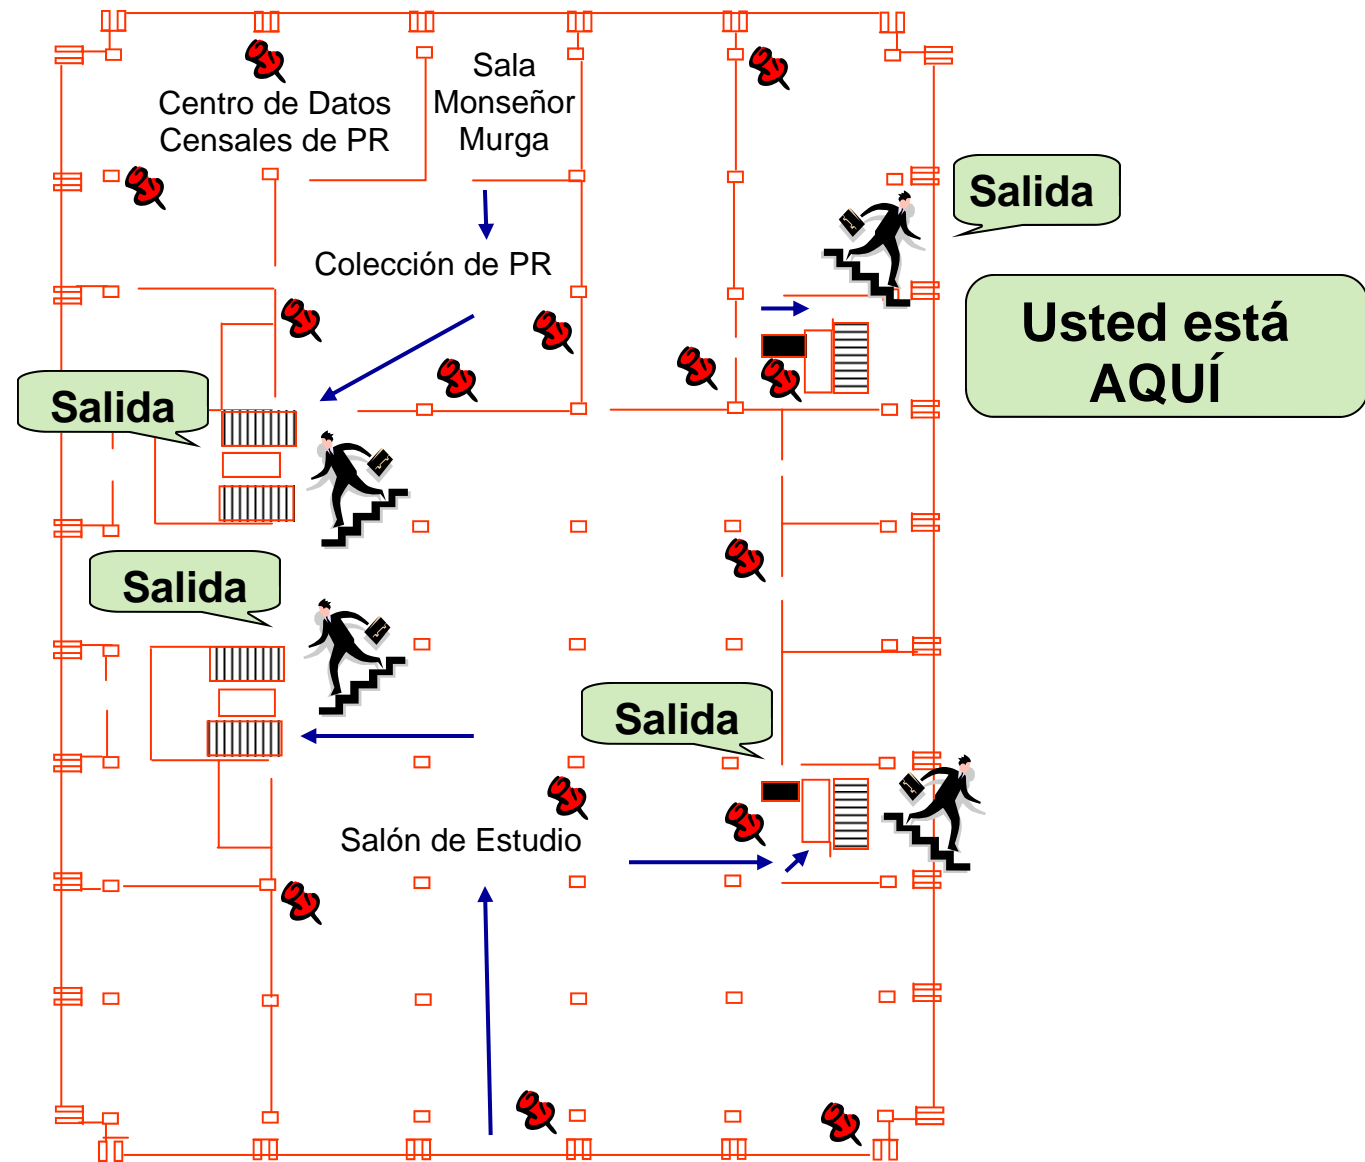 Centro de Datos
Censales de PR
Sala
Monseñor
Murga
Salida
Colección de PR
Usted está
AQUÍ
Salida
Salida
Salida
Salón de Estudio